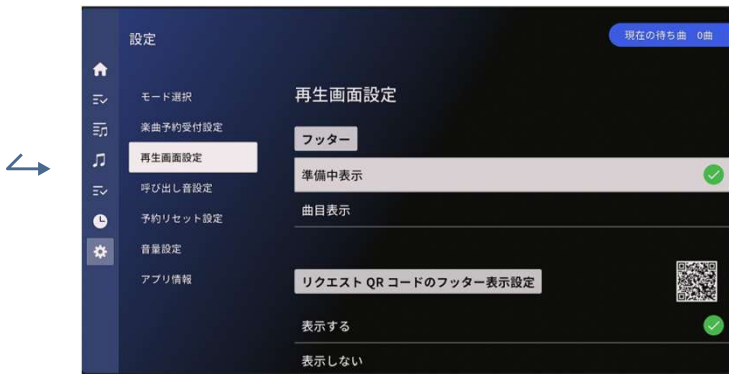 設定
現在の待ち曲 0曲
モード選択
楽曲予約受付設定
再生画面設定
呼び出し音設定
予約リセット設定
音量設定
アプリ情報
再生画面設定
フッター
準備中表示
曲目表示
リクエスト QR コードのフッター表示設定
表示する
表示しない